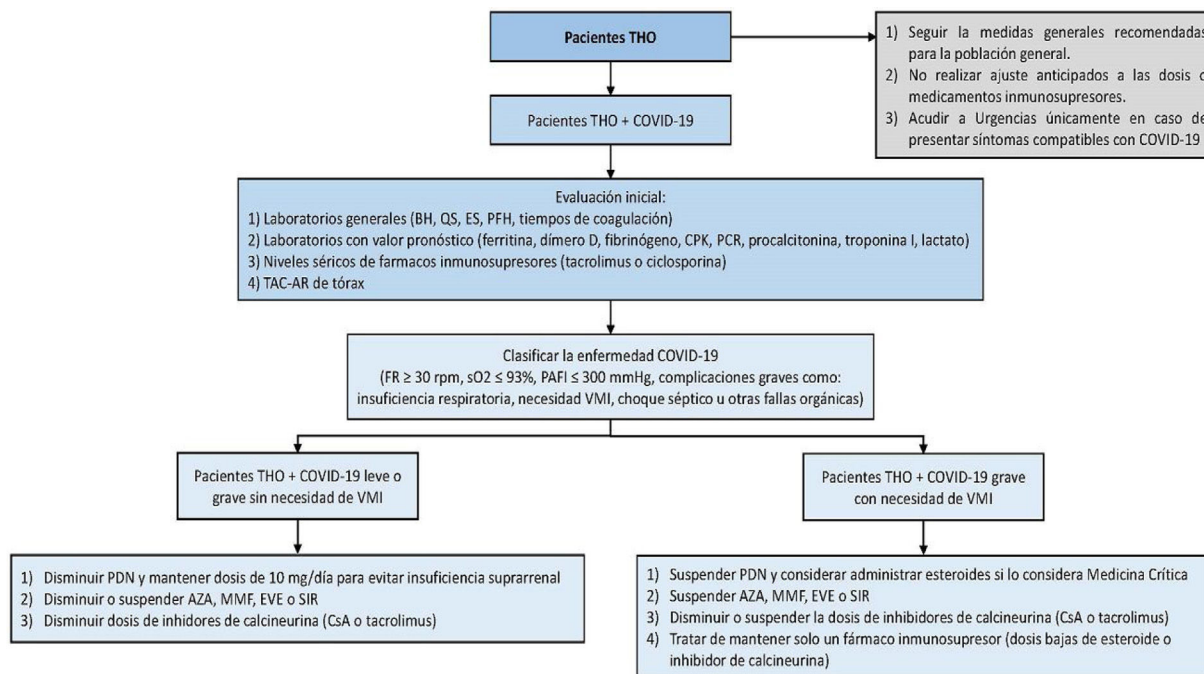 Pacientes THO
1) Seguir la medidas generales recomendadas
para la población general.
2) No realizar ajuste anticipados a las dosis
medicamentos inmunosupresores.
3) Acudir a Urgencias únicamente en caso de
presentar síntomas compatibles con COVID-19
Pacientes THO + COVID-19
Evaluación inicial:
1) Laboratorios generales (BH, QS, ES, PFH, tiempos de coagulación)
2) Laboratorios con valor pronóstico (ferritina, dímero D, fibrinógeno, CPK, PCR, procalcitonina, troponina I, lactato)
3) Niveles séricos de farmacos inmunosupresores (tacrolimus o ciclosporina)
4) TAC-AR de tórax
Clasificar la enfermedad COVID-19
(FR ≥ 30 rpm, sO2 ≤ 93%, PAFI ≤ 300 mmHg, complicaciones graves como:
insuficiencia respiratoria, necesidad VMI, choque séptico u otras fallas orgánicas)
Pacientes THO + COVID-19 leve o
grave sin necesidad de VMI
Pacientes THO + COVID-19 grave
con necesidad de VMI
1) Disminuir PDN y mantener dosis de 10 mg/día para evitar insuficiencia suprarrenal
2) Disminuir o suspender AZA, MMF, EVE o SIR
3) Disminuir dosis de inhibidores de calcineurina (CsA o tacrolimus)
1) Suspender PDN y considerar administrar esteroides si lo considera Medicina Crítica
2) Suspender AZA, MMF, EVE o SIR
3) Disminuir o suspender la dosis de inhibidores de calcineurina (CsA o tacrolimus)
4) Tratar de mantener solo un fármaco inmunosupresor (dosis bajas de esteroide o
inhibidor de calcineurina)